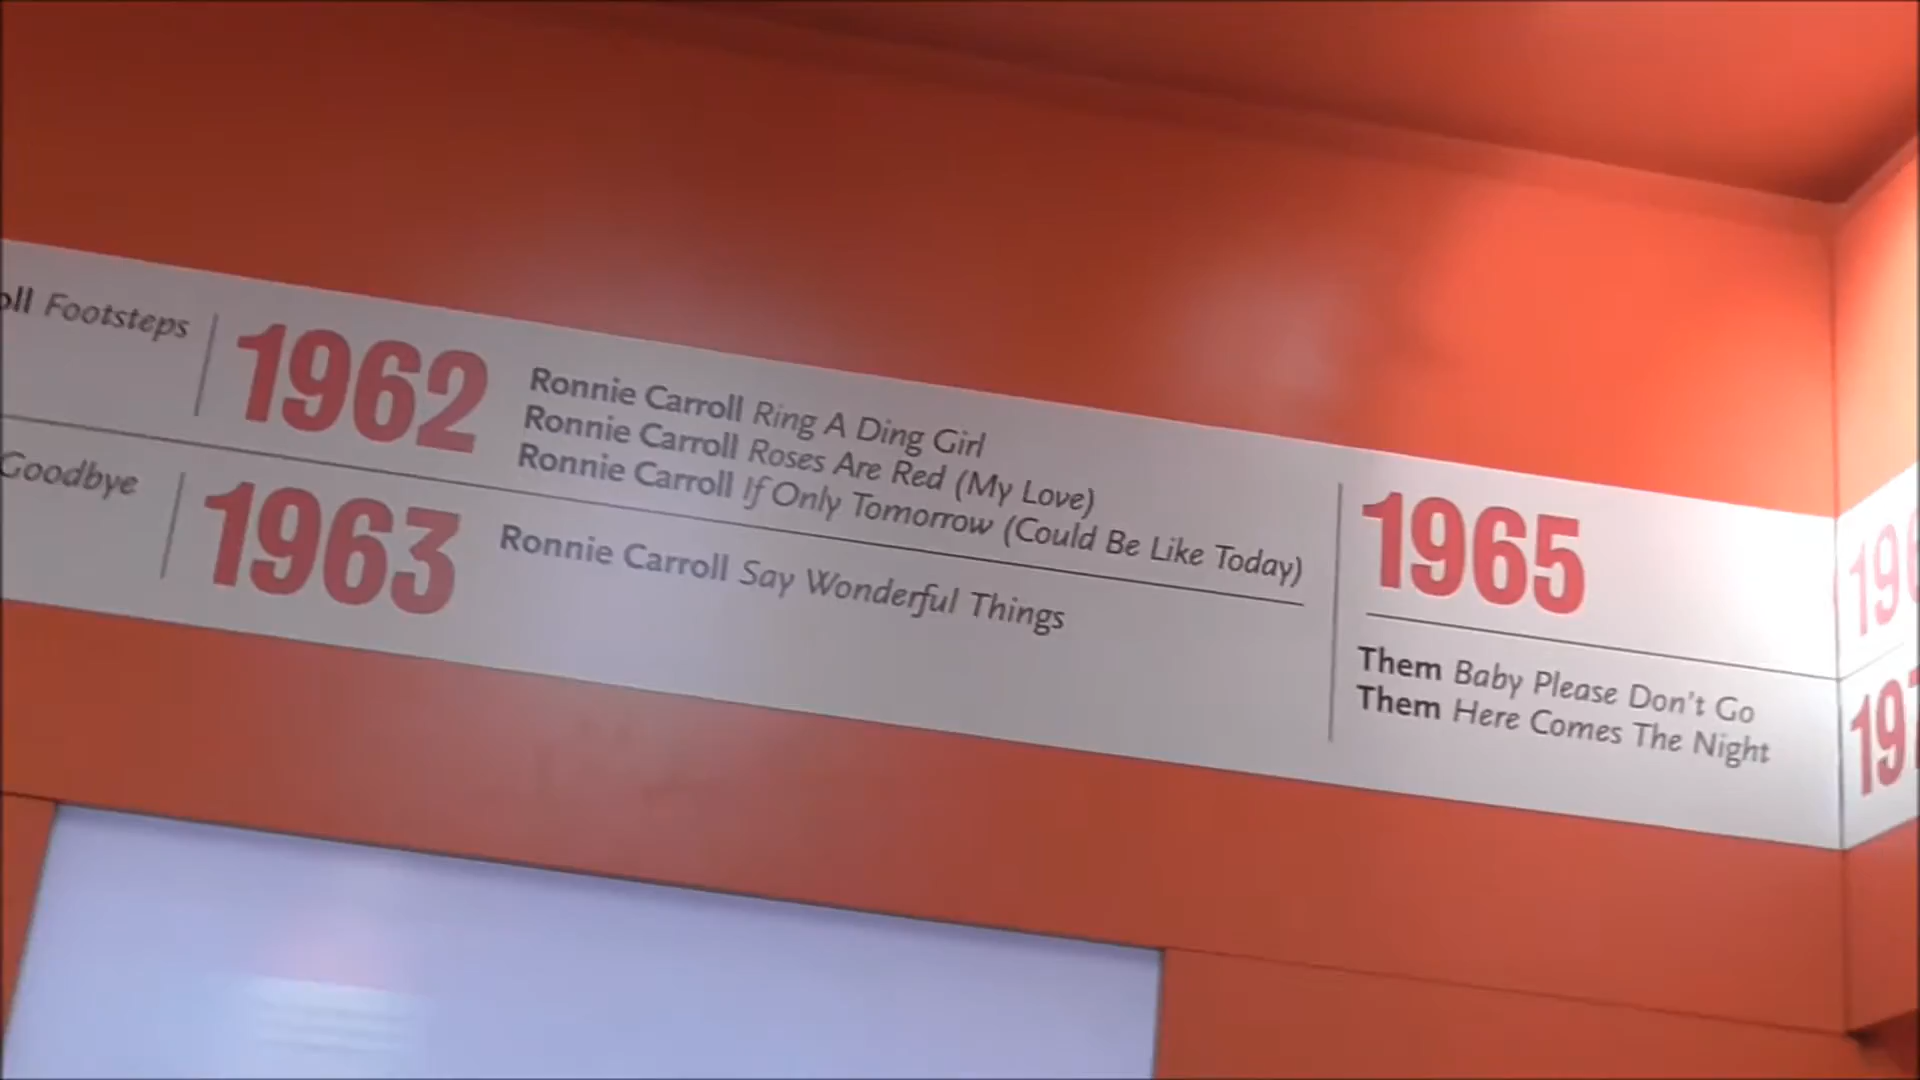 Footsteps
1962
Ronnie Carroll Ring A Ding Girl
Ronnie Carroll Roses Are Red (My Love)
Ronnie Carroll If Only Tomorrow (Could Be Like Today)
Goodbye
1963
Ronnie Carroll Say Wonderful Things
1965
Them Baby Please Don't Go
Them Here Comes The Night